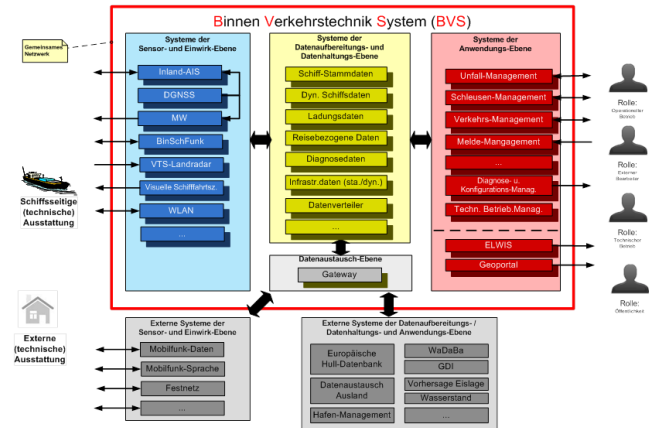 Binnen Verkehrstechnik System (BVS)
Gemeinsames
Netzwerk
Systeme der
Sensor- und Einwirk-Ebene
Inland-AIS
DGNSS
MW
BinSchFunk
VTS-Landradar
Visuelle Schifffahrtsz.
WLAN
...
Systeme der
Datenaufbereitungs- und
Datenhaltungs-Ebene
Schiff-Stammdaten
Dyn. Schiffsdaten
Ladungsdaten
Reisebezogene Daten
Diagnosedaten
Infrastr.daten (sta./dyn.)
Datenverteiler
...
Datenaustausch-Ebene
Gateway
Systeme der
Anwendungs-Ebene
Unfall-Management
Schleusen-Management
Verkehrs-Management
Melde-Mangagement
...
Diagnose- u.
Konfigurations-Manag.
Techn. Betrieb.Manag.
ELWIS
Geoportal
Schiffsseitige
(technische)
Ausstattung
Externe
(technische)
Ausstattung
Rolle:
Operationeller
Betrieb
Rolle:
Externer
Bearbeiter
Rolle:
Technischer
Betrieb
Rolle:
Öffentlichkeit
Externe Systeme der
Sensor- und Einwirk-Ebene
Mobilfunk-Daten
Mobilfunk-Sprache
Festnetz
...
Externe Systeme der Datenaufbereitungs- /
Datenhaltungs- und Anwendungs-Ebene
Europäische
Hull-Datenbank
Datenaustausch
Ausland
Hafen-Management
WaDaBa
GDI
Vorhersage Eislage
Wasserstand
...